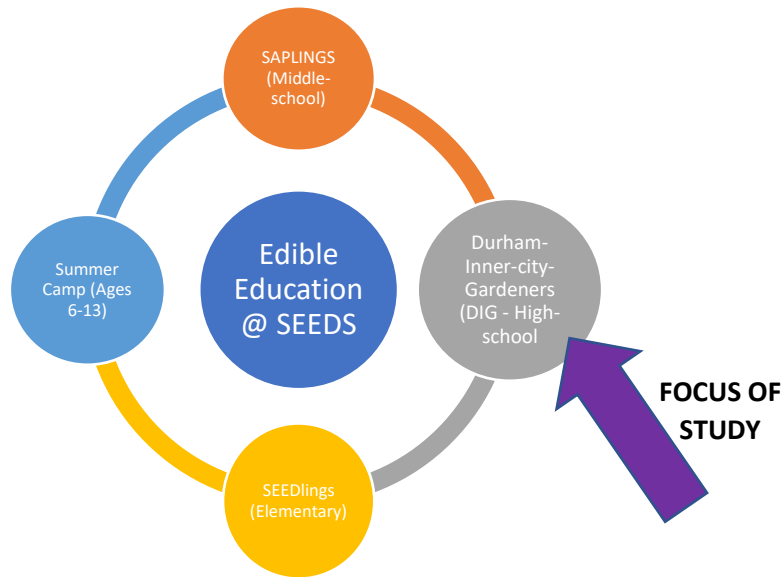 SAPLINGS
(Middle-
school)
Edible
Education
@ SEEDS
Durham-
Inner-city-
Gardeners
(DIG - High-
school
Summer
Camp (Ages
6-13)
FOCUS OF
STUDY
SEEDlings
(Elementary)